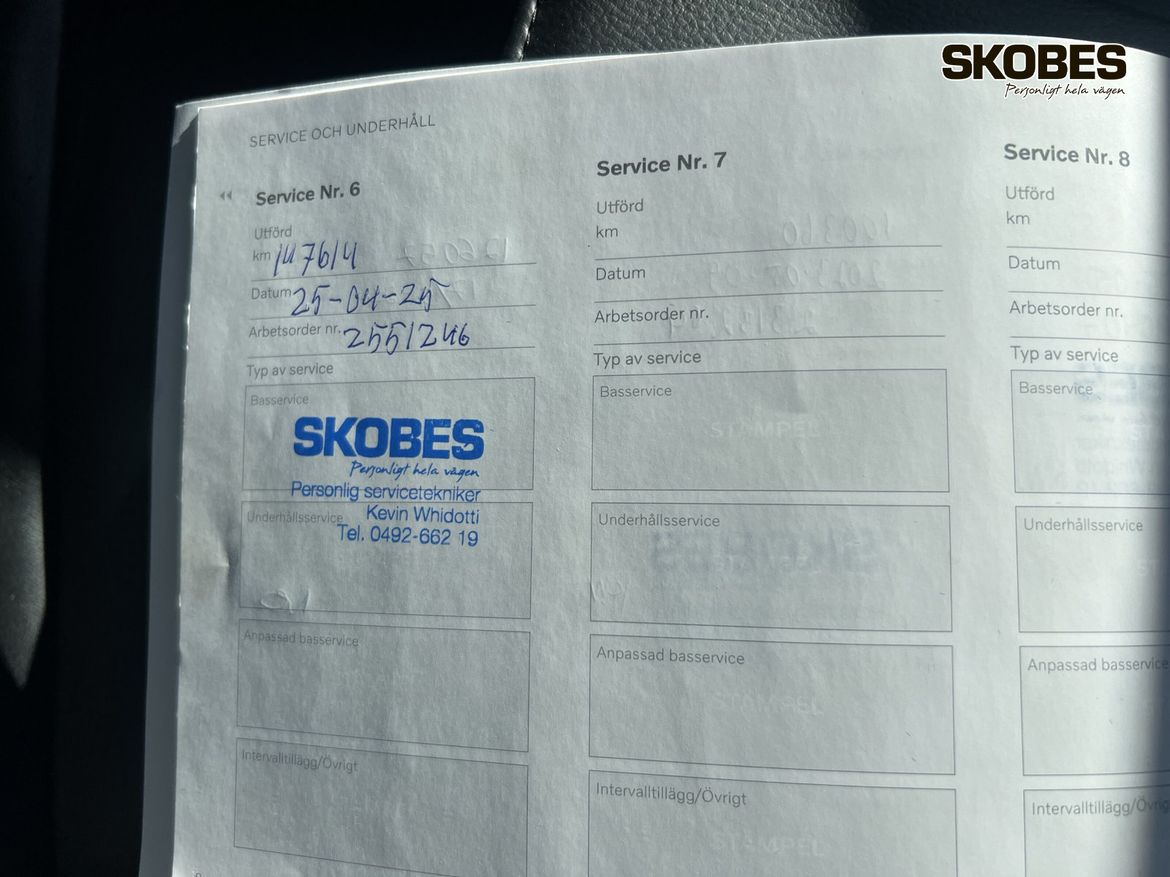 SKOBES
Personligt hela vägen
SERVICE OCH UNDERHÅLL
Service Nr. 6
Utförd
km 147614
Datum 25-04-25
Arbetsorder nr. 2551246
Typ av service
Basservice
SKOBES
Personligt hela vägen
Personlig servicetekniker
Kevin Whidotti
Tel. 0492-662 19
Underhållsservice
Anpassad basservice
Intervalltillägg/Övrigt
Service Nr. 7
Utförd
km
Datum
Arbetsorder nr.
Typ av service
Basservice
Underhållsservice
Anpassad basservice
Intervalltillägg/Övrigt
Service Nr. 8
Utförd
km
Datum
Arbetsorder nr.
Typ av service
Basservice
Underhållsservice
Anpassad basservice
Intervalltillägg/Övrig